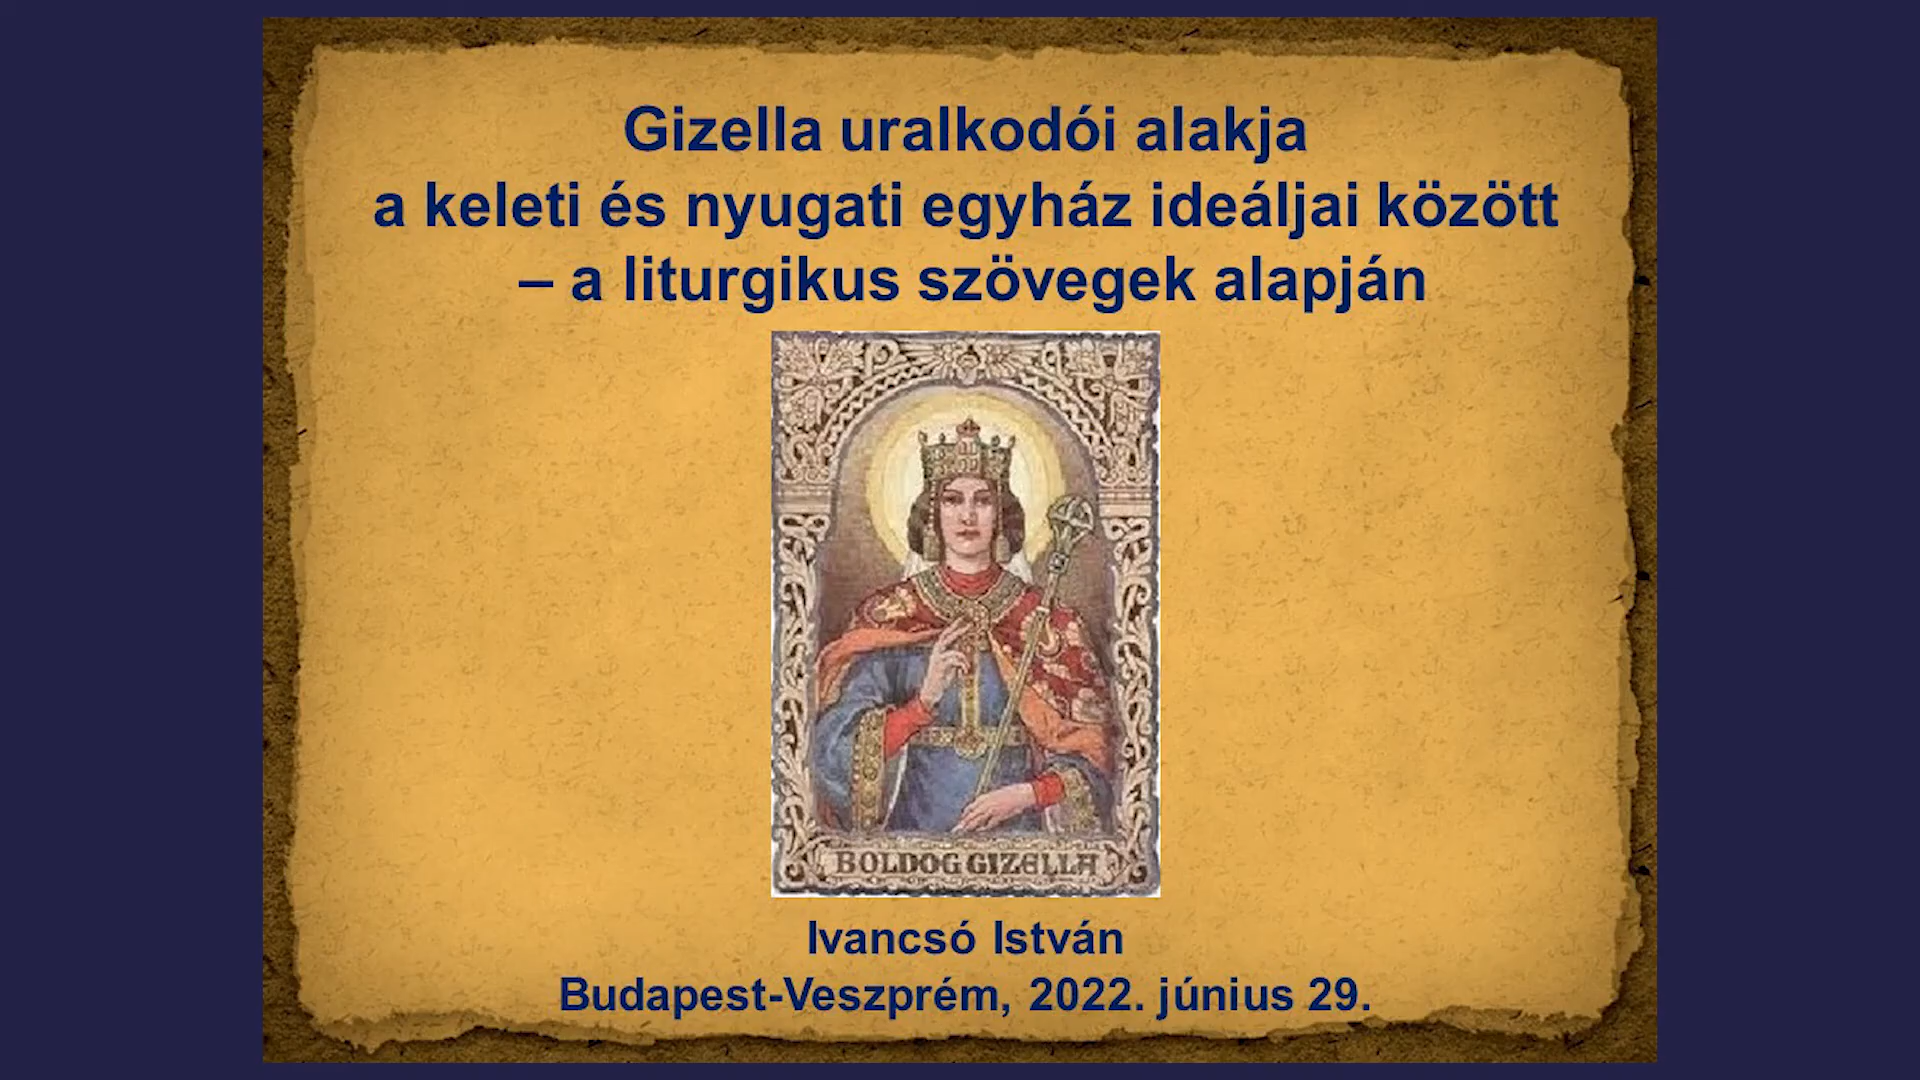 Gizella uralkodói alakja
a keleti és nyugati egyház ideáljai között
– a liturgikus szövegek alapján
BOLDOG GIZELLA
Ivancsó István
Budapest-Veszprém, 2022. június 29.